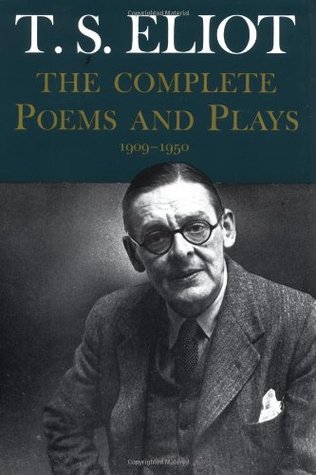 T. S. ELIOT
THE COMPLETE
POEMS AND PLAYS
1909–1950